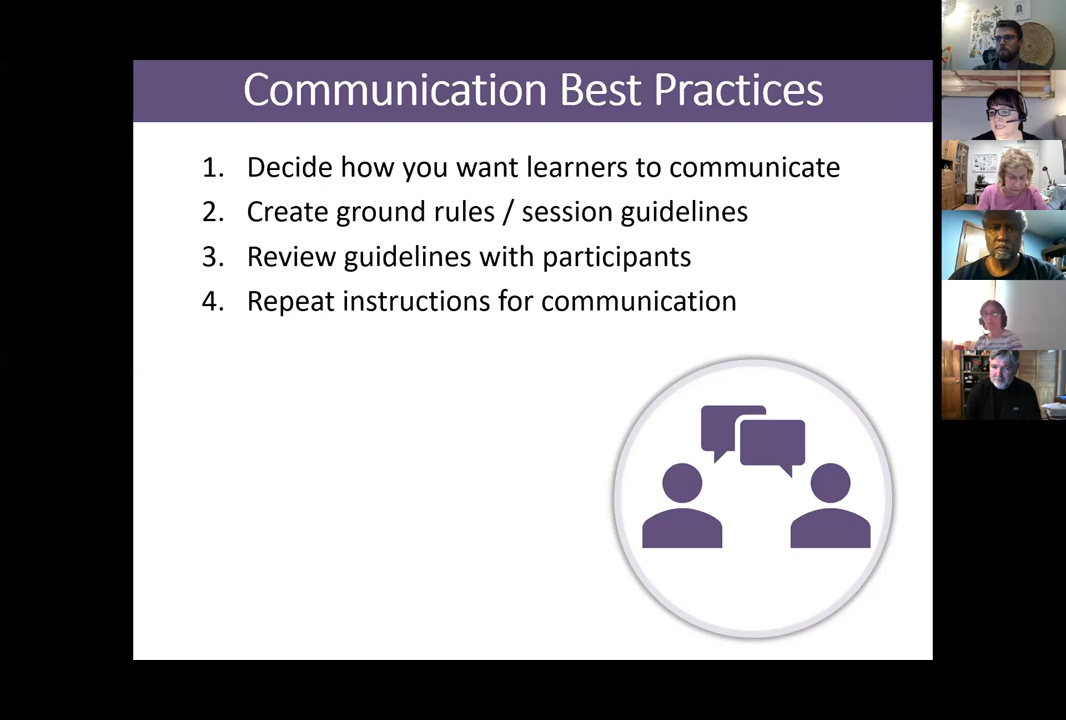 Communication Best Practices
1. Decide how you want learners to communicate
2. Create ground rules / session guidelines
3. Review guidelines with participants
4. Repeat instructions for communication